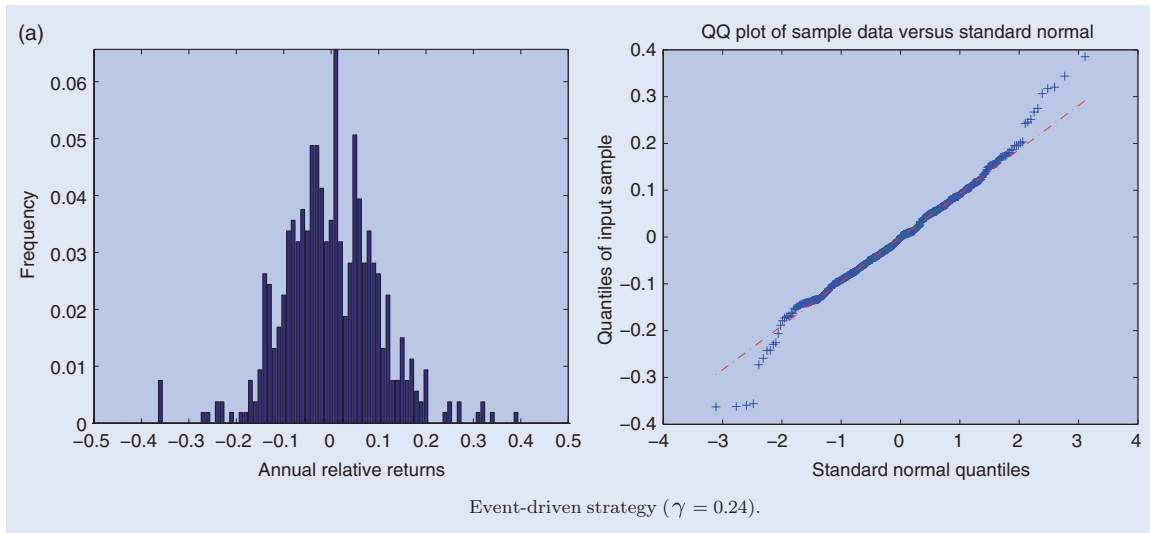 (a)
0.06
0.05
0.04
0.03
0.02
0.01
0
Frequency
−0.5 −0.4 −0.3 −0.2 −0.1 0 0.1 0.2 0.3 0.4 0.5
Annual relative returns
QQ plot of sample data versus standard normal
0.4
0.3
0.2
0.1
0
−0.1
−0.2
−0.3
−0.4
Quantiles of input sample
−4 −3 −2 −1 0 1 2 3 4
Standard normal quantiles
Event-driven strategy (γ = 0.24).